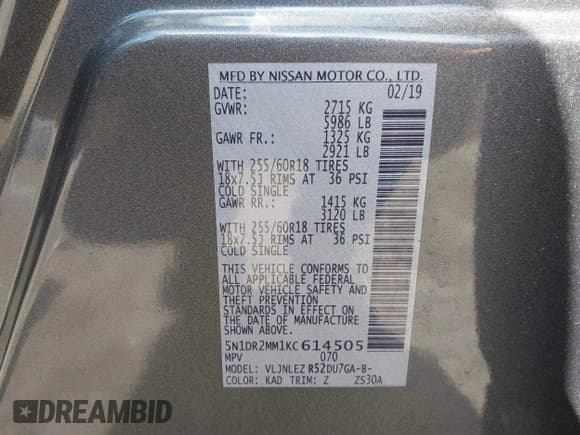 MFD BY NISSAN MOTOR CO., LTD.
DATE: 02/19
GVWR: 2715 KG
5986 LB
GAWR FR.: 1325 KG
2921 LB
WITH 255/60R18 TIRES
18x7.5J RIMS AT 36 PSI
COLD SINGLE
GAWR RR.: 1415 KG
3120 LB
WITH 255/60R18 TIRES
18x7.5J RIMS AT 36 PSI
COLD SINGLE
THIS VEHICLE CONFORMS TO
ALL APPLICABLE FEDERAL
MOTOR VEHICLE SAFETY AND
THEFT PREVENTION
STANDARDS IN EFFECT ON
THE DATE OF MANUFACTURE
SHOWN ABOVE.
5N1DR2MM1KC614505
MPV 070
MODEL: VLJNLEZ R52DU7GA-B-
COLOR: KAD TRIM: Z ZS30A
DREAMBID
.COM